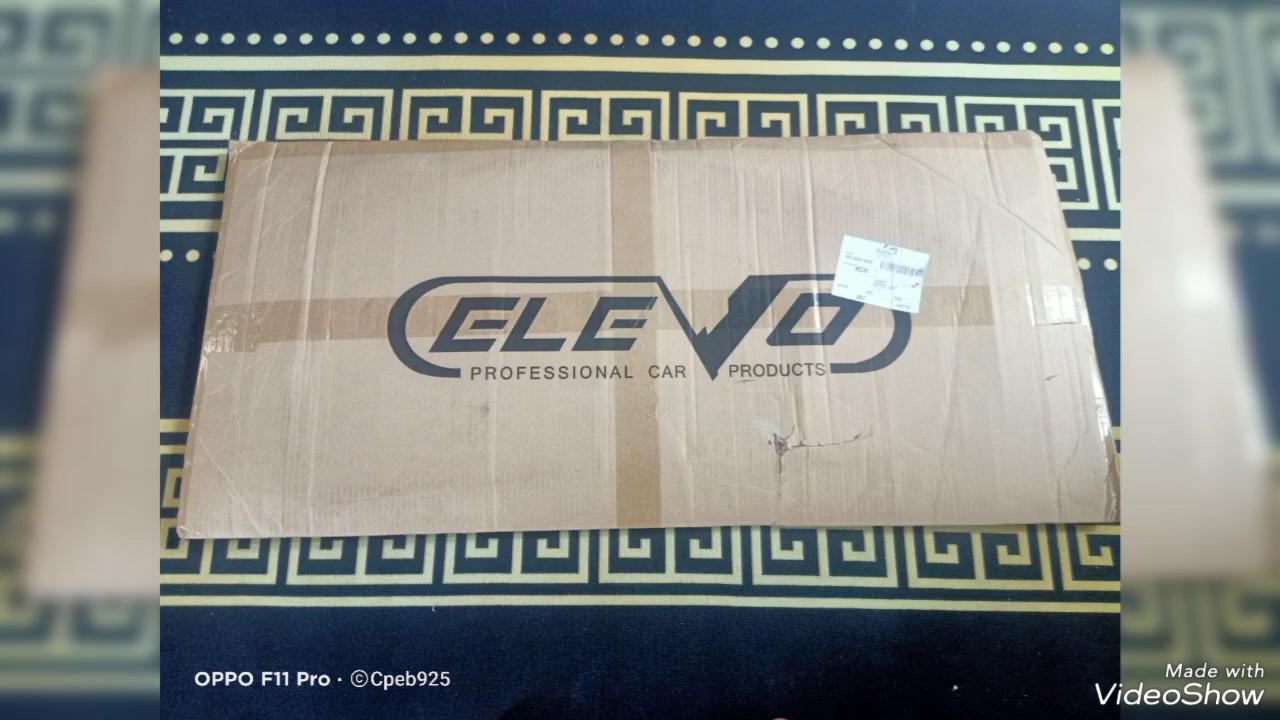 ELEVO
PROFESSIONAL CAR PRODUCTS
OPPO F11 Pro · ©Cpeb925
Made with
VideoShow